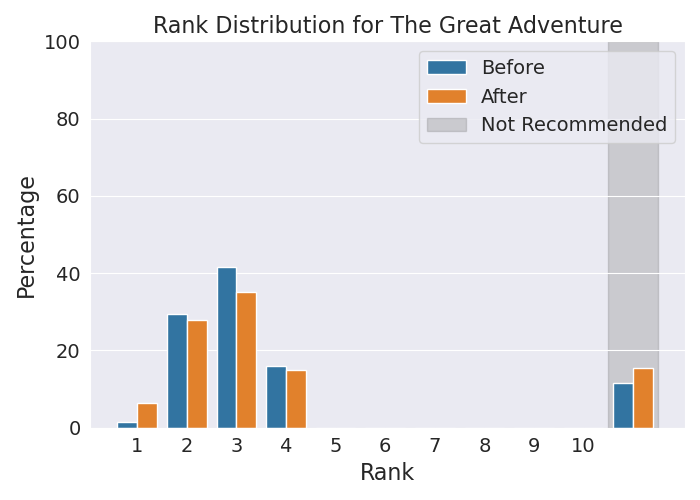 Rank Distribution for The Great Adventure
100
80
60
40
20
0
Percentage
Before
After
Not Recommended
1 2 3 4 5 6 7 8 9 10
Rank